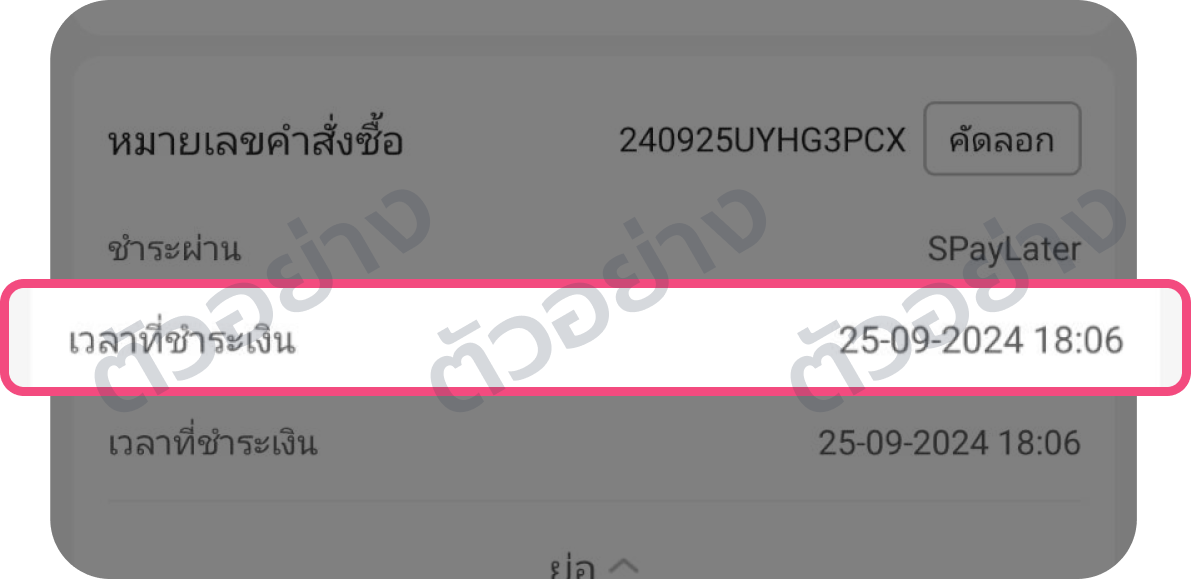 หมายเลขคำสั่งซื้อ 240925UYHG3PCX คัดลอก
ชำระผ่าน SPayLater
เวลาที่ชำระเงิน 25-09-2024 18:06
เวลาที่ชำระเงิน 25-09-2024 18:06
ย่อ
ตัวอย่าง ตัวอย่าง ตัวอย่าง